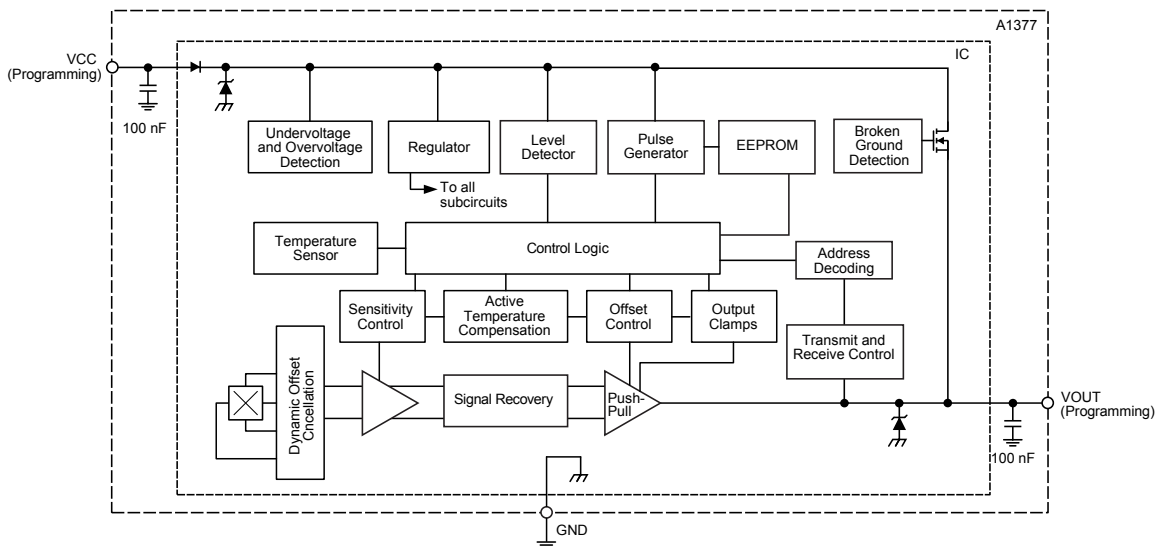 A1377
IC
VCC
(Programming)
100 nF
Undervoltage
and Overvoltage
Detection
Regulator
Level
Detector
Pulse
Generator
EEPROM
Broken
Ground
Detection
To all
subcircuits
Temperature
Sensor
Control Logic
Address
Decoding
Sensitivity
Control
Active
Temperature
Compensation
Offset
Control
Output
Clamps
Transmit and
Receive Control
Dynamic Offset
Cncellation
Signal Recovery
Push-
Pull
VOUT
(Programming)
100 nF
GND